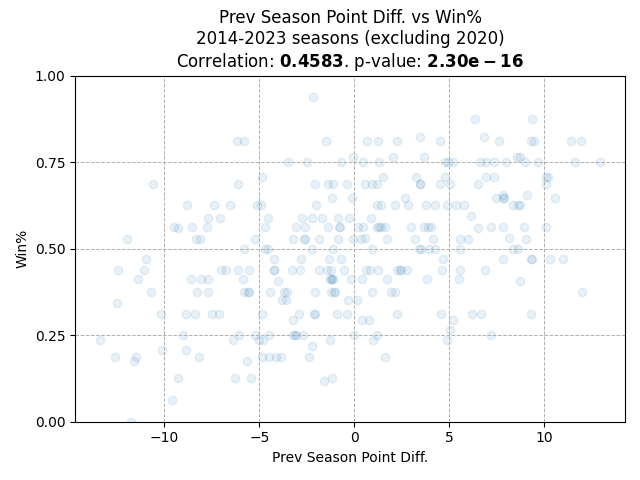 Prev Season Point Diff. vs Win%
2014-2023 seasons (excluding 2020)
Correlation: 0.4583. p-value: 2.30e − 16
1.00
0.75
0.50
0.25
0.00
Win%
−10
−5
0
5
10
Prev Season Point Diff.